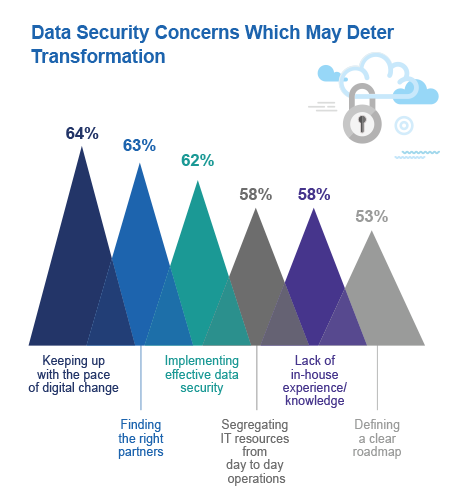 Data Security Concerns Which May Deter
Transformation
64%
63%
62%
58%
58%
53%
Keeping up
with the pace
of digital change
Finding
the right
partners
Implementing
effective data
security
Segregating
IT resources
from
day to day
operations
Lack of
in-house
experience/
knowledge
Defining
a clear
roadmap